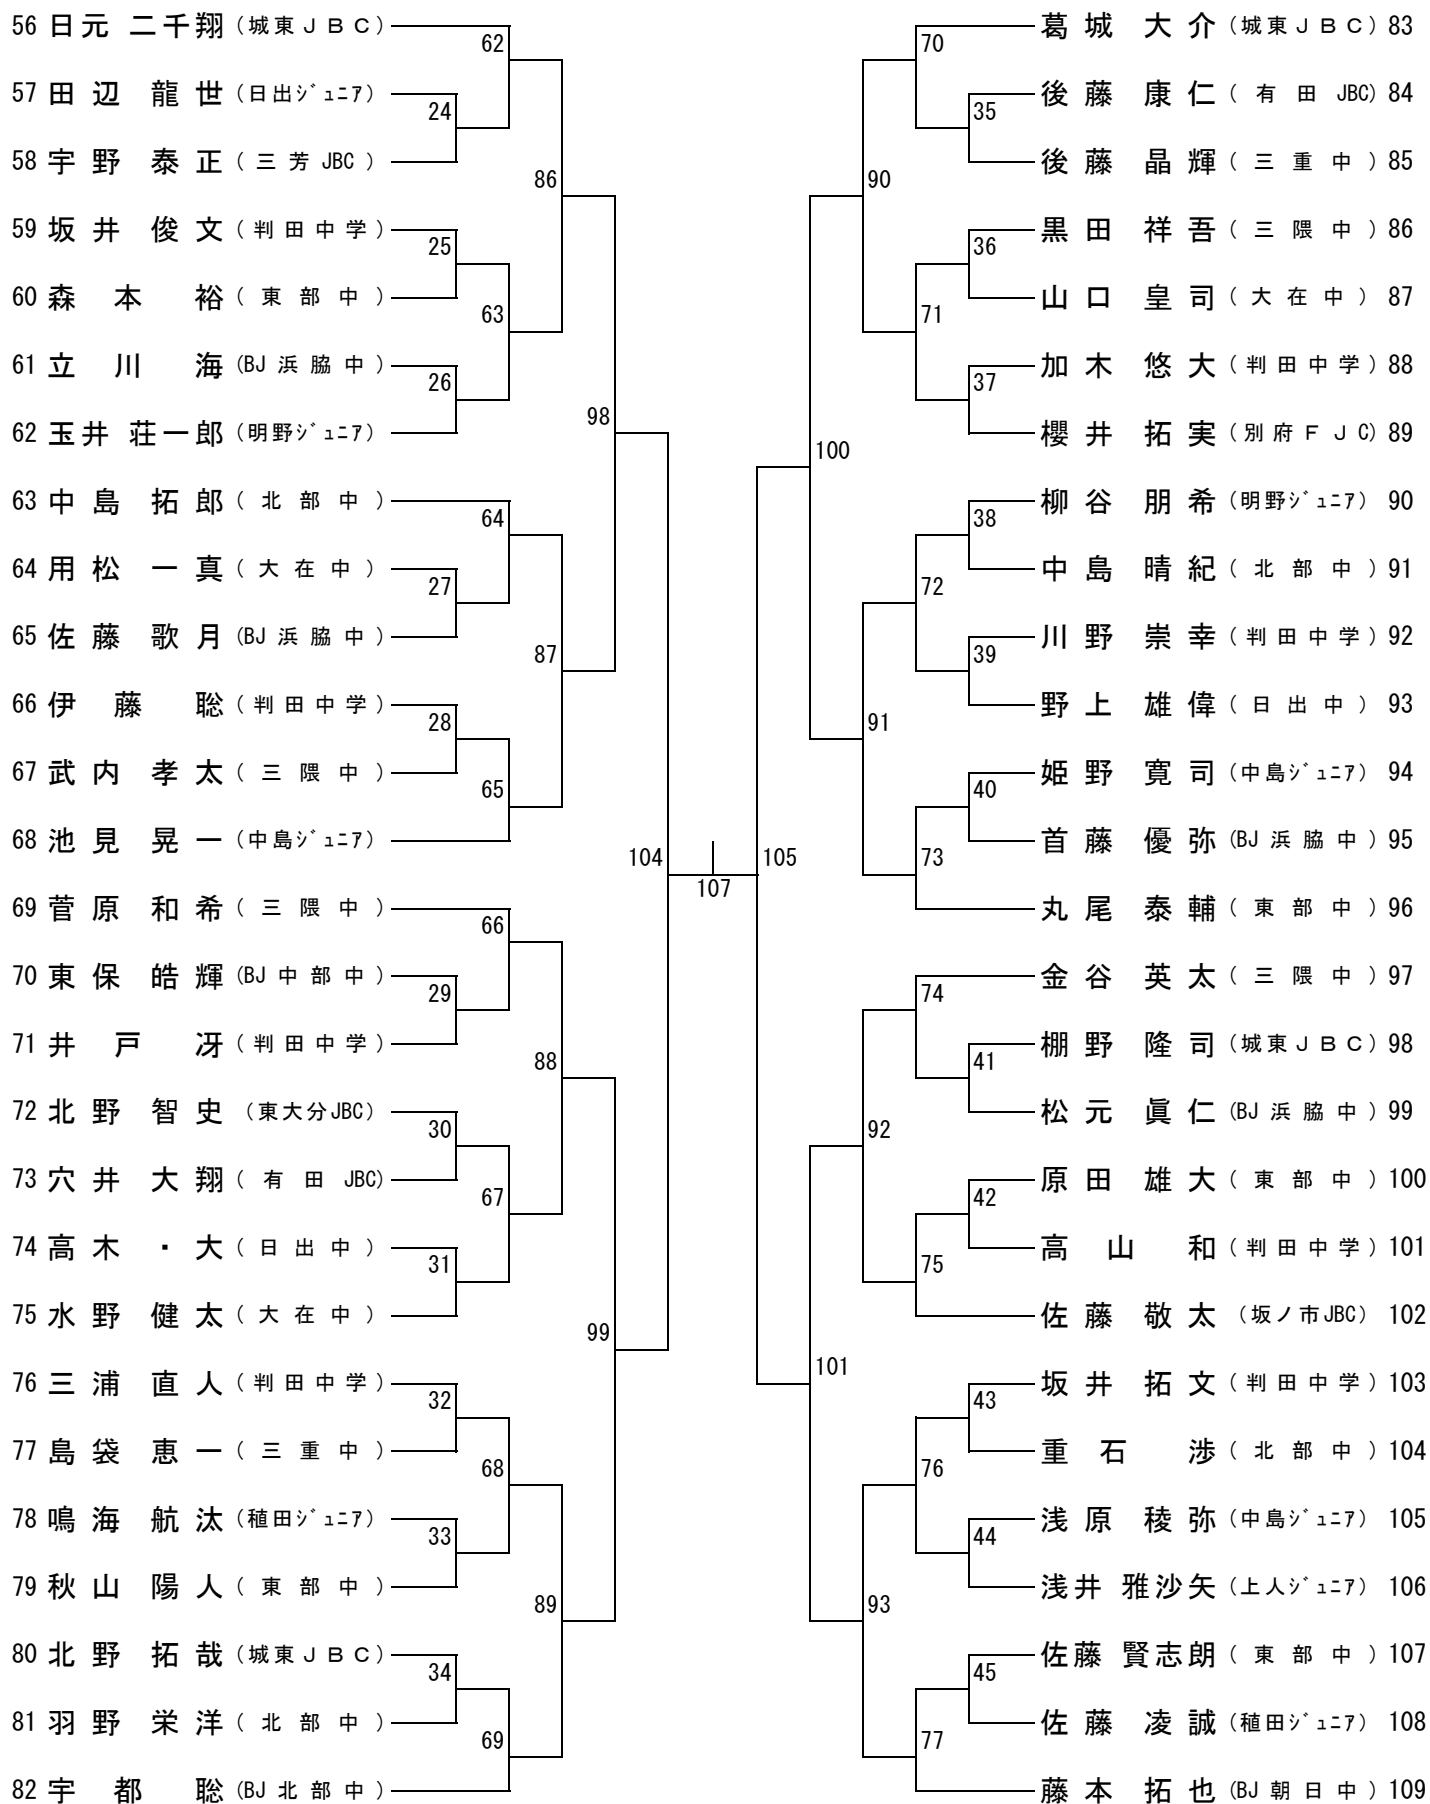 56 日元 二千翔 (城東ＪＢＣ)
57 田辺 龍世 (日出ｼﾞｭﾆｱ)
58 宇野 泰正 (三芳JBC)
59 坂井 俊文 (判田中学)
60 森本 裕 (東部中)
61 立川 海 (BJ浜脇中)
62 玉井 荘一郎 (明野ｼﾞｭﾆｱ)
63 中島 拓郎 (北部中)
64 用松 一真 (大在中)
65 佐藤 歌月 (BJ浜脇中)
66 伊藤 聡 (判田中学)
67 武内 孝太 (三隈中)
68 池見 晃一 (中島ｼﾞｭﾆｱ)
69 菅原 和希 (三隈中)
70 東保 皓輝 (BJ中部中)
71 井戸 冴 (判田中学)
72 北野 智史 (東大分JBC)
73 穴井 大翔 (有田 JBC)
74 高木 ・大 (日出中)
75 水野 健太 (大在中)
76 三浦 直人 (判田中学)
77 島袋 恵一 (三重中)
78 鳴海 航汰 (稙田ｼﾞｭﾆｱ)
79 秋山 陽人 (東部中)
80 北野 拓哉 (城東ＪＢＣ)
81 羽野 栄洋 (北部中)
82 宇都 聡 (BJ北部中)
62
24
86
25
63
26
98
64
27
87
28
65
104
66
29
88
30
67
31
99
32
68
33
89
34
69
107
105
70
35
90
36
71
37
100
38
72
39
91
40
73
74
41
92
42
75
101
43
76
44
93
45
77
葛城 大介 (城東ＪＢＣ) 83
後藤 康仁 (有田 JBC) 84
後藤 晶輝 (三重中) 85
黒田 祥吾 (三隈中) 86
山口 皇司 (大在中) 87
加木 悠大 (判田中学) 88
櫻井 拓実 (別府ＦＪC) 89
柳谷 朋希 (明野ｼﾞｭﾆｱ) 90
中島 晴紀 (北部中) 91
川野 崇幸 (判田中学) 92
野上 雄偉 (日出中) 93
姫野 寛司 (中島ｼﾞｭﾆｱ) 94
首藤 優弥 (BJ浜脇中) 95
丸尾 泰輔 (東部中) 96
金谷 英太 (三隈中) 97
棚野 隆司 (城東ＪＢＣ) 98
松元 眞仁 (BJ浜脇中) 99
原田 雄大 (東部中) 100
高山 和 (判田中学) 101
佐藤 敬太 (坂ノ市JBC) 102
坂井 拓文 (判田中学) 103
重石 渉 (北部中) 104
浅原 稜弥 (中島ｼﾞｭﾆｱ) 105
浅井 雅沙矢 (上人ｼﾞｭﾆｱ) 106
佐藤 賢志朗 (東部中) 107
佐藤 凌誠 (稙田ｼﾞｭﾆｱ) 108
藤本 拓也 (BJ朝日中) 109